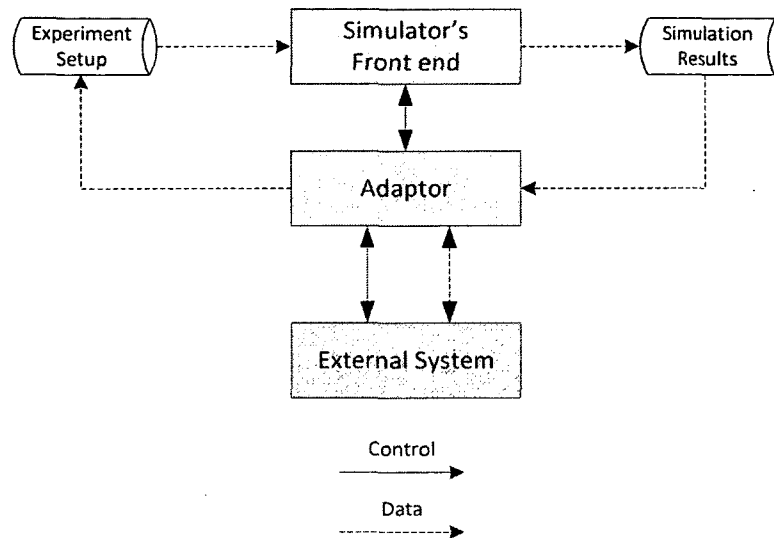 Experiment
Setup
Simulator's
Front end
Simulation
Results
Adaptor
External System
Control
Data